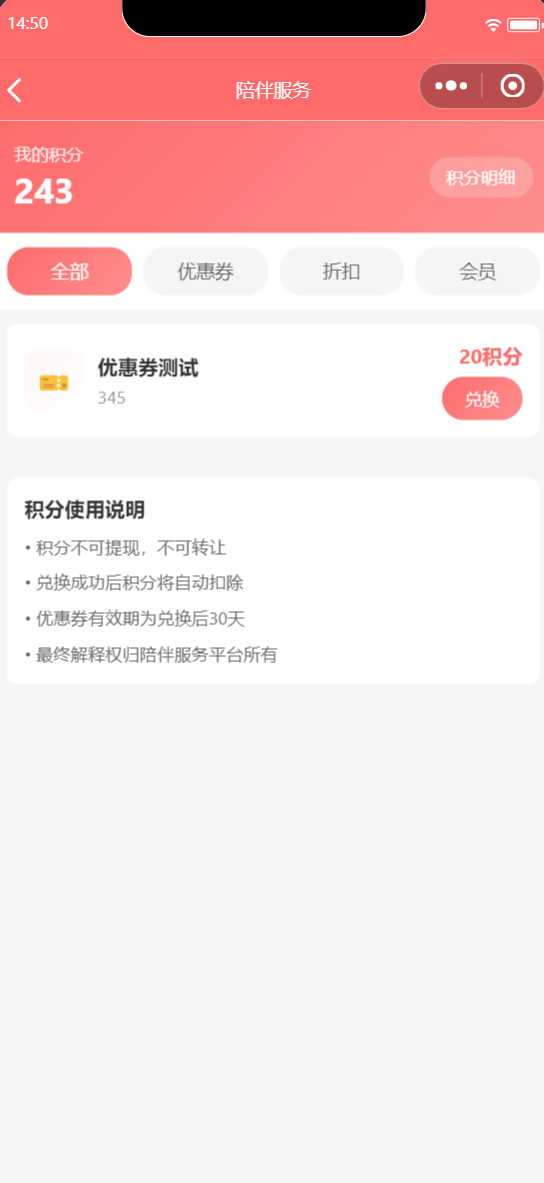 14:50
陪伴服务
我的积分
243
积分明细
全部 优惠券 折扣 会员
优惠券测试
345
20积分
兑换
积分使用说明
• 积分不可提现，不可转让
• 兑换成功后积分将自动扣除
• 优惠券有效期为兑换后30天
• 最终解释权归陪伴服务平台所有